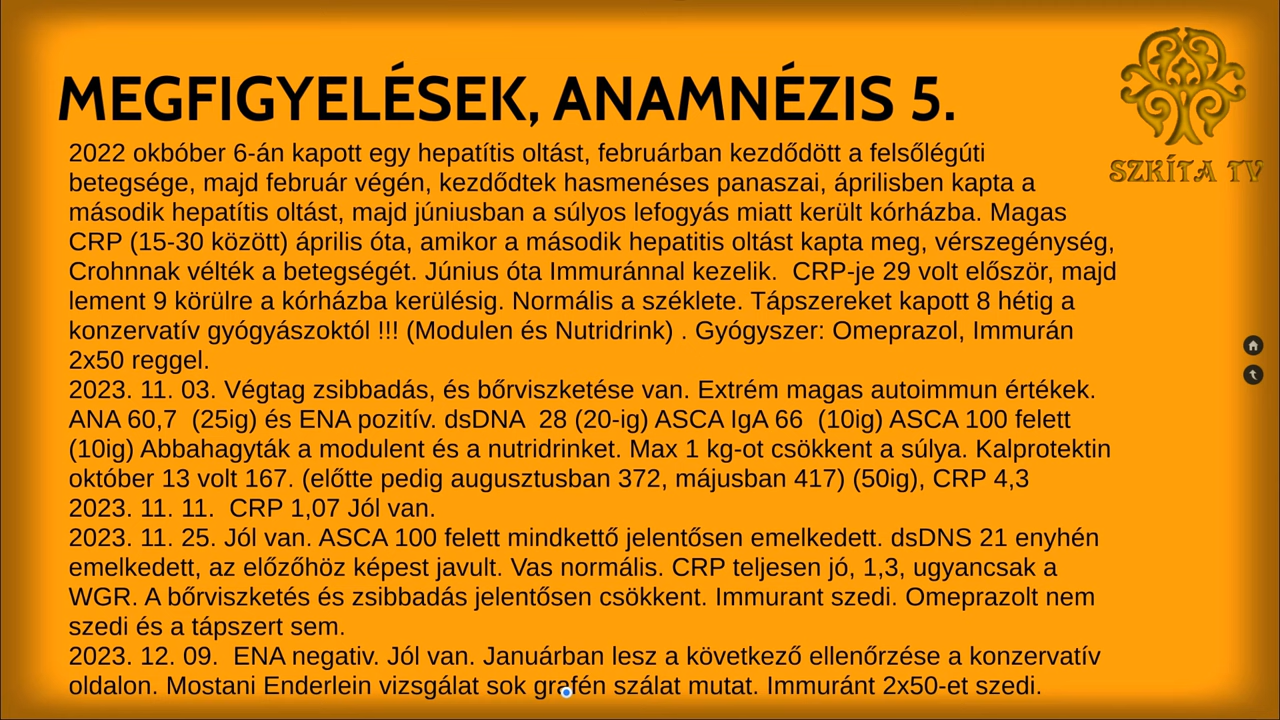 MEGFIGYELÉSEK, ANAMNÉZIS 5.
SZKÍTA TV
2022 okbóber 6-án kapott egy hepatítis oltást, februárban kezdődött a felsőlégúti
betegsége, majd február végén, kezdődtek hasmenéses panaszai, áprilisben kapta a
második hepatítis oltást, majd júniusban a súlyos lefogyás miatt került kórházba. Magas
CRP (15-30 között) április óta, amikor a második hepatitis oltást kapta meg, vérszegénység,
Crohnnak vélték a betegségét. Június óta Immuránnal kezelik.  CRP-je 29 volt először, majd
lement 9 körülre a kórházba kerülésig. Normális a széklete. Tápszereket kapott 8 hétig a
konzervatív gyógyászoktól !!! (Modulen és Nutridrink) . Gyógyszer: Omeprazol, Immurán
2x50 reggel.
2023. 11. 03. Végtag zsibbadás, és bőrviszketése van. Extrém magas autoimmun értékek.
ANA 60,7  (25ig) és ENA pozitív. dsDNA  28 (20-ig) ASCA IgA 66  (10ig) ASCA 100 felett
(10ig) Abbahagyták a modulent és a nutridrinket. Max 1 kg-ot csökkent a súlya. Kalprotektin
október 13 volt 167. (előtte pedig augusztusban 372, májusban 417) (50ig), CRP 4,3
2023. 11. 11.  CRP 1,07 Jól van.
2023. 11. 25. Jól van. ASCA 100 felett mindkettő jelentősen emelkedett. dsDNS 21 enyhén
emelkedett, az előzőhöz képest javult. Vas normális. CRP teljesen jó, 1,3, ugyancsak a
WGR. A bőrviszketés és zsibbadás jelentősen csökkent. Immurant szedi. Omeprazolt nem
szedi és a tápszert sem.
2023. 12. 09.  ENA negativ. Jól van. Januárban lesz a következő ellenőrzése a konzervatív
oldalon. Mostani Enderlein vizsgálat sok grafén szálat mutat. Immuránt 2x50-et szedi.